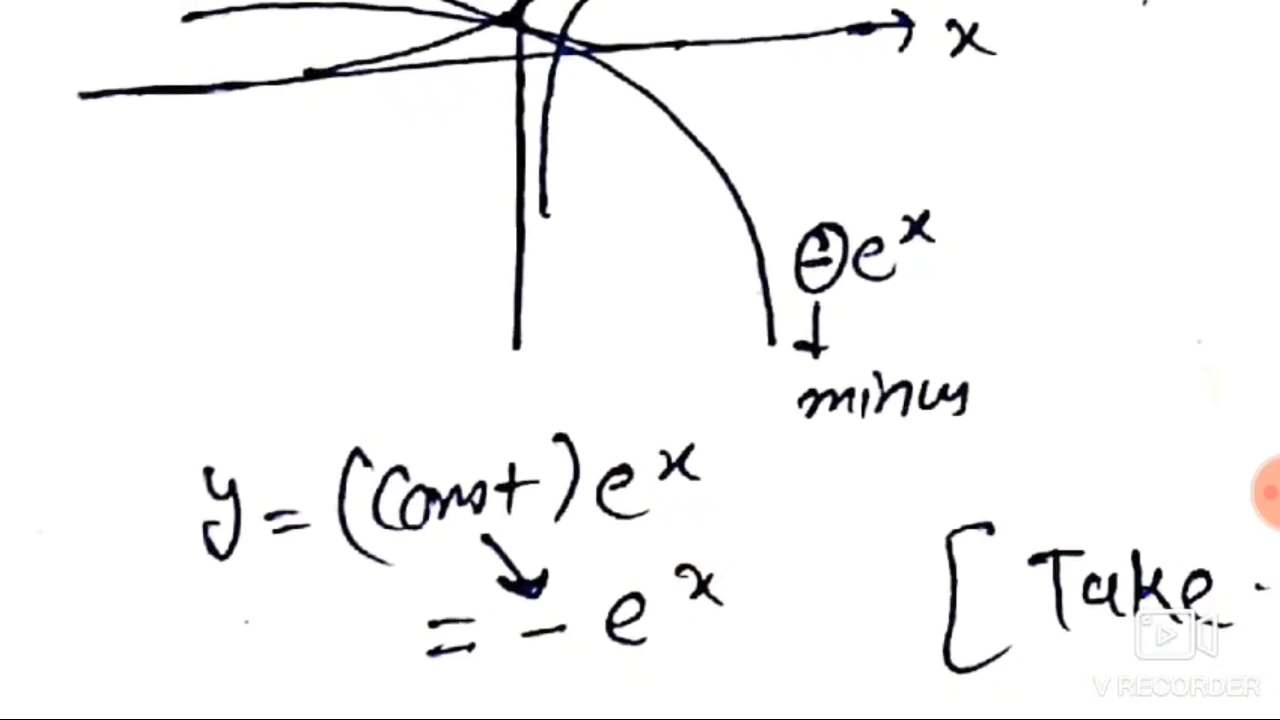 x
⊖e^x
↓
minus
y = (Const) e^x
= - e^x
[ Take
V RECORDER